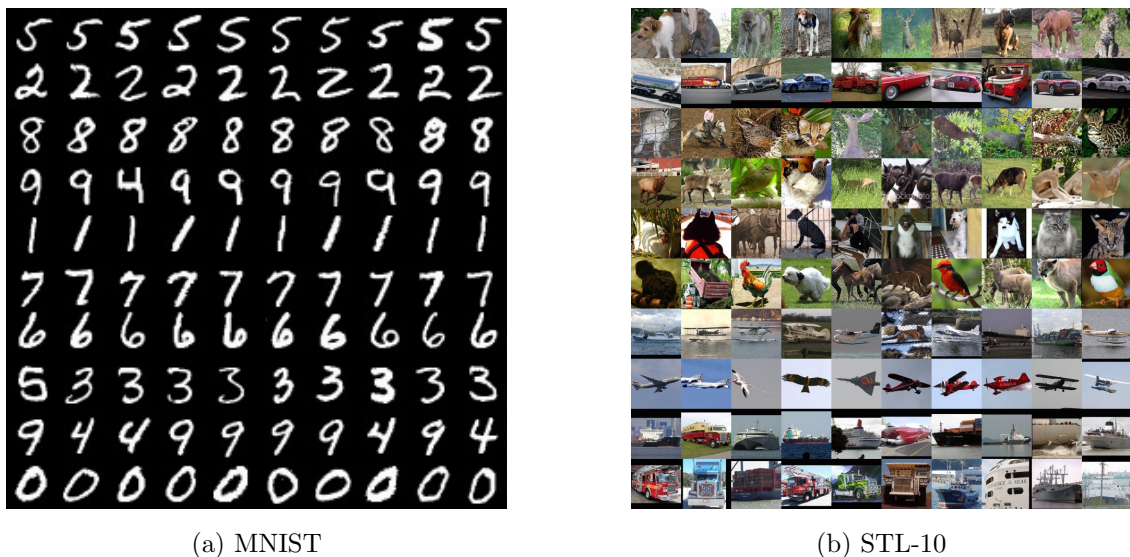 5 5 5 5 5 5 5 5 5 5
2 2 2 2 2 2 2 2 2 2
8 8 8 8 8 8 8 8 8 8
9 9 4 9 9 9 9 9 9 9
1 1 1 1 1 1 1 1 1 1
7 7 7 7 7 7 7 7 7 7
6 6 6 6 6 6 6 6 6 6
5 3 3 3 3 3 3 3 3 3
9 4 4 9 9 9 9 4 9 4
0 0 0 0 0 0 0 0 0 0
(a) MNIST
(b) STL-10